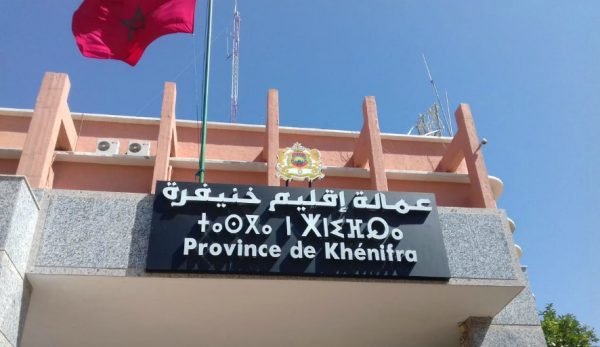 عمالة إقليم خنيفرة
ⵜⴰⵙⴳⴰ ⵏ ⵅⵏⵉⴼⵕⴰ
Province de Khénifra